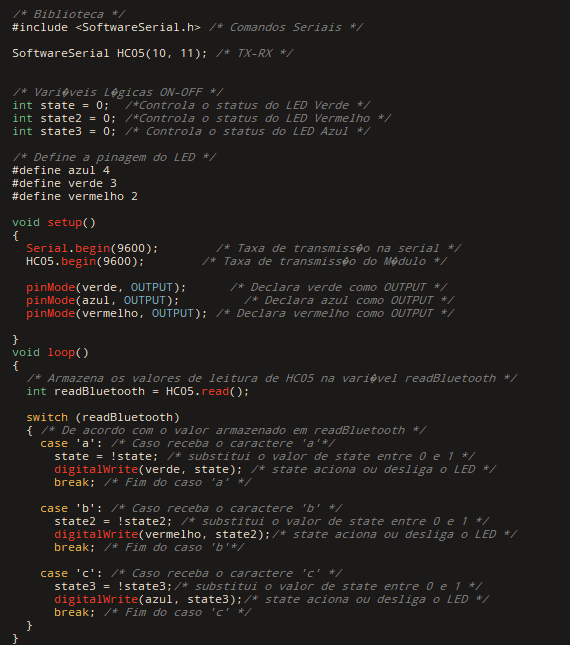 /* Biblioteca */
#include <SoftwareSerial.h> /* Comandos Seriais */
SoftwareSerial HC05(10, 11); /* TX-RX */
/* Vari�veis L�gicas ON-OFF */
int state = 0;  /*Controla o status do LED Verde */
int state2 = 0; /*Controla o status do LED Vermelho */
int state3 = 0; /* Controla o status do LED Azul */
/* Define a pinagem do LED */
#define azul 4
#define verde 3
#define vermelho 2
void setup()
{
  Serial.begin(9600);        /* Taxa de transmiss�o na serial */
  HC05.begin(9600);        /* Taxa de transmiss�o do M�dulo */
  pinMode(verde, OUTPUT);      /* Declara verde como OUTPUT */
  pinMode(azul, OUTPUT);         /* Declara azul como OUTPUT */
  pinMode(vermelho, OUTPUT); /* Declara vermelho como OUTPUT */
}
void loop()
{
  /* Armazena os valores de leitura de HC05 na vari�vel readBluetooth */
  int readBluetooth = HC05.read();
  switch (readBluetooth)
  { /* De acordo com o valor armazenado em readBluetooth */
    case 'a': /* Caso receba o caractere 'a'*/
      state = !state; /* substitui o valor de state entre 0 e 1 */
      digitalWrite(verde, state); /* state aciona ou desliga o LED */
      break; /* Fim do caso 'a' */
    case 'b': /* Caso receba o caractere 'b' */
      state2 = !state2; /* substitui o valor de state entre 0 e 1 */
      digitalWrite(vermelho, state2);/* state aciona ou desliga o LED */
      break; /* Fim do caso 'b'*/
    case 'c': /* Caso receba o caractere 'c' */
      state3 = !state3;/* substitui o valor de state entre 0 e 1 */
      digitalWrite(azul, state3);/* state aciona ou desliga o LED */
      break; /* Fim do caso 'c' */
  }
}